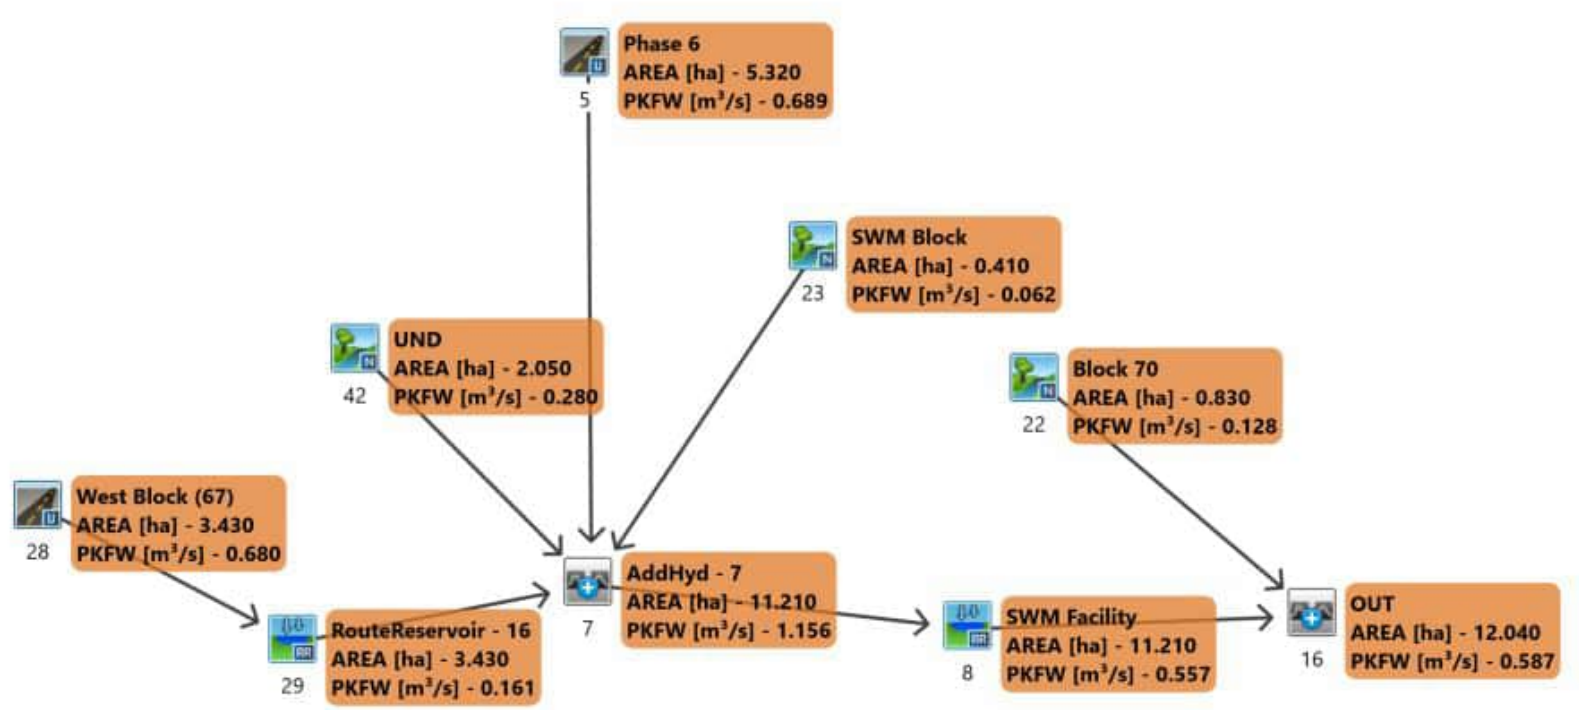 Phase 6
AREA [ha] - 5.320
PKFW [m³/s] - 0.689
U
5
SWM Block
AREA [ha] - 0.410
PKFW [m³/s] - 0.062
N
23
UND
AREA [ha] - 2.050
PKFW [m³/s] - 0.280
N
42
Block 70
AREA [ha] - 0.830
PKFW [m³/s] - 0.128
N
22
West Block (67)
AREA [ha] - 3.430
PKFW [m³/s] - 0.680
U
28
RouteReservoir - 16
AREA [ha] - 3.430
PKFW [m³/s] - 0.161
RR
29
AddHyd - 7
AREA [ha] - 11.210
PKFW [m³/s] - 1.156
7
SWM Facility
AREA [ha] - 11.210
PKFW [m³/s] - 0.557
RR
8
OUT
AREA [ha] - 12.040
PKFW [m³/s] - 0.587
16